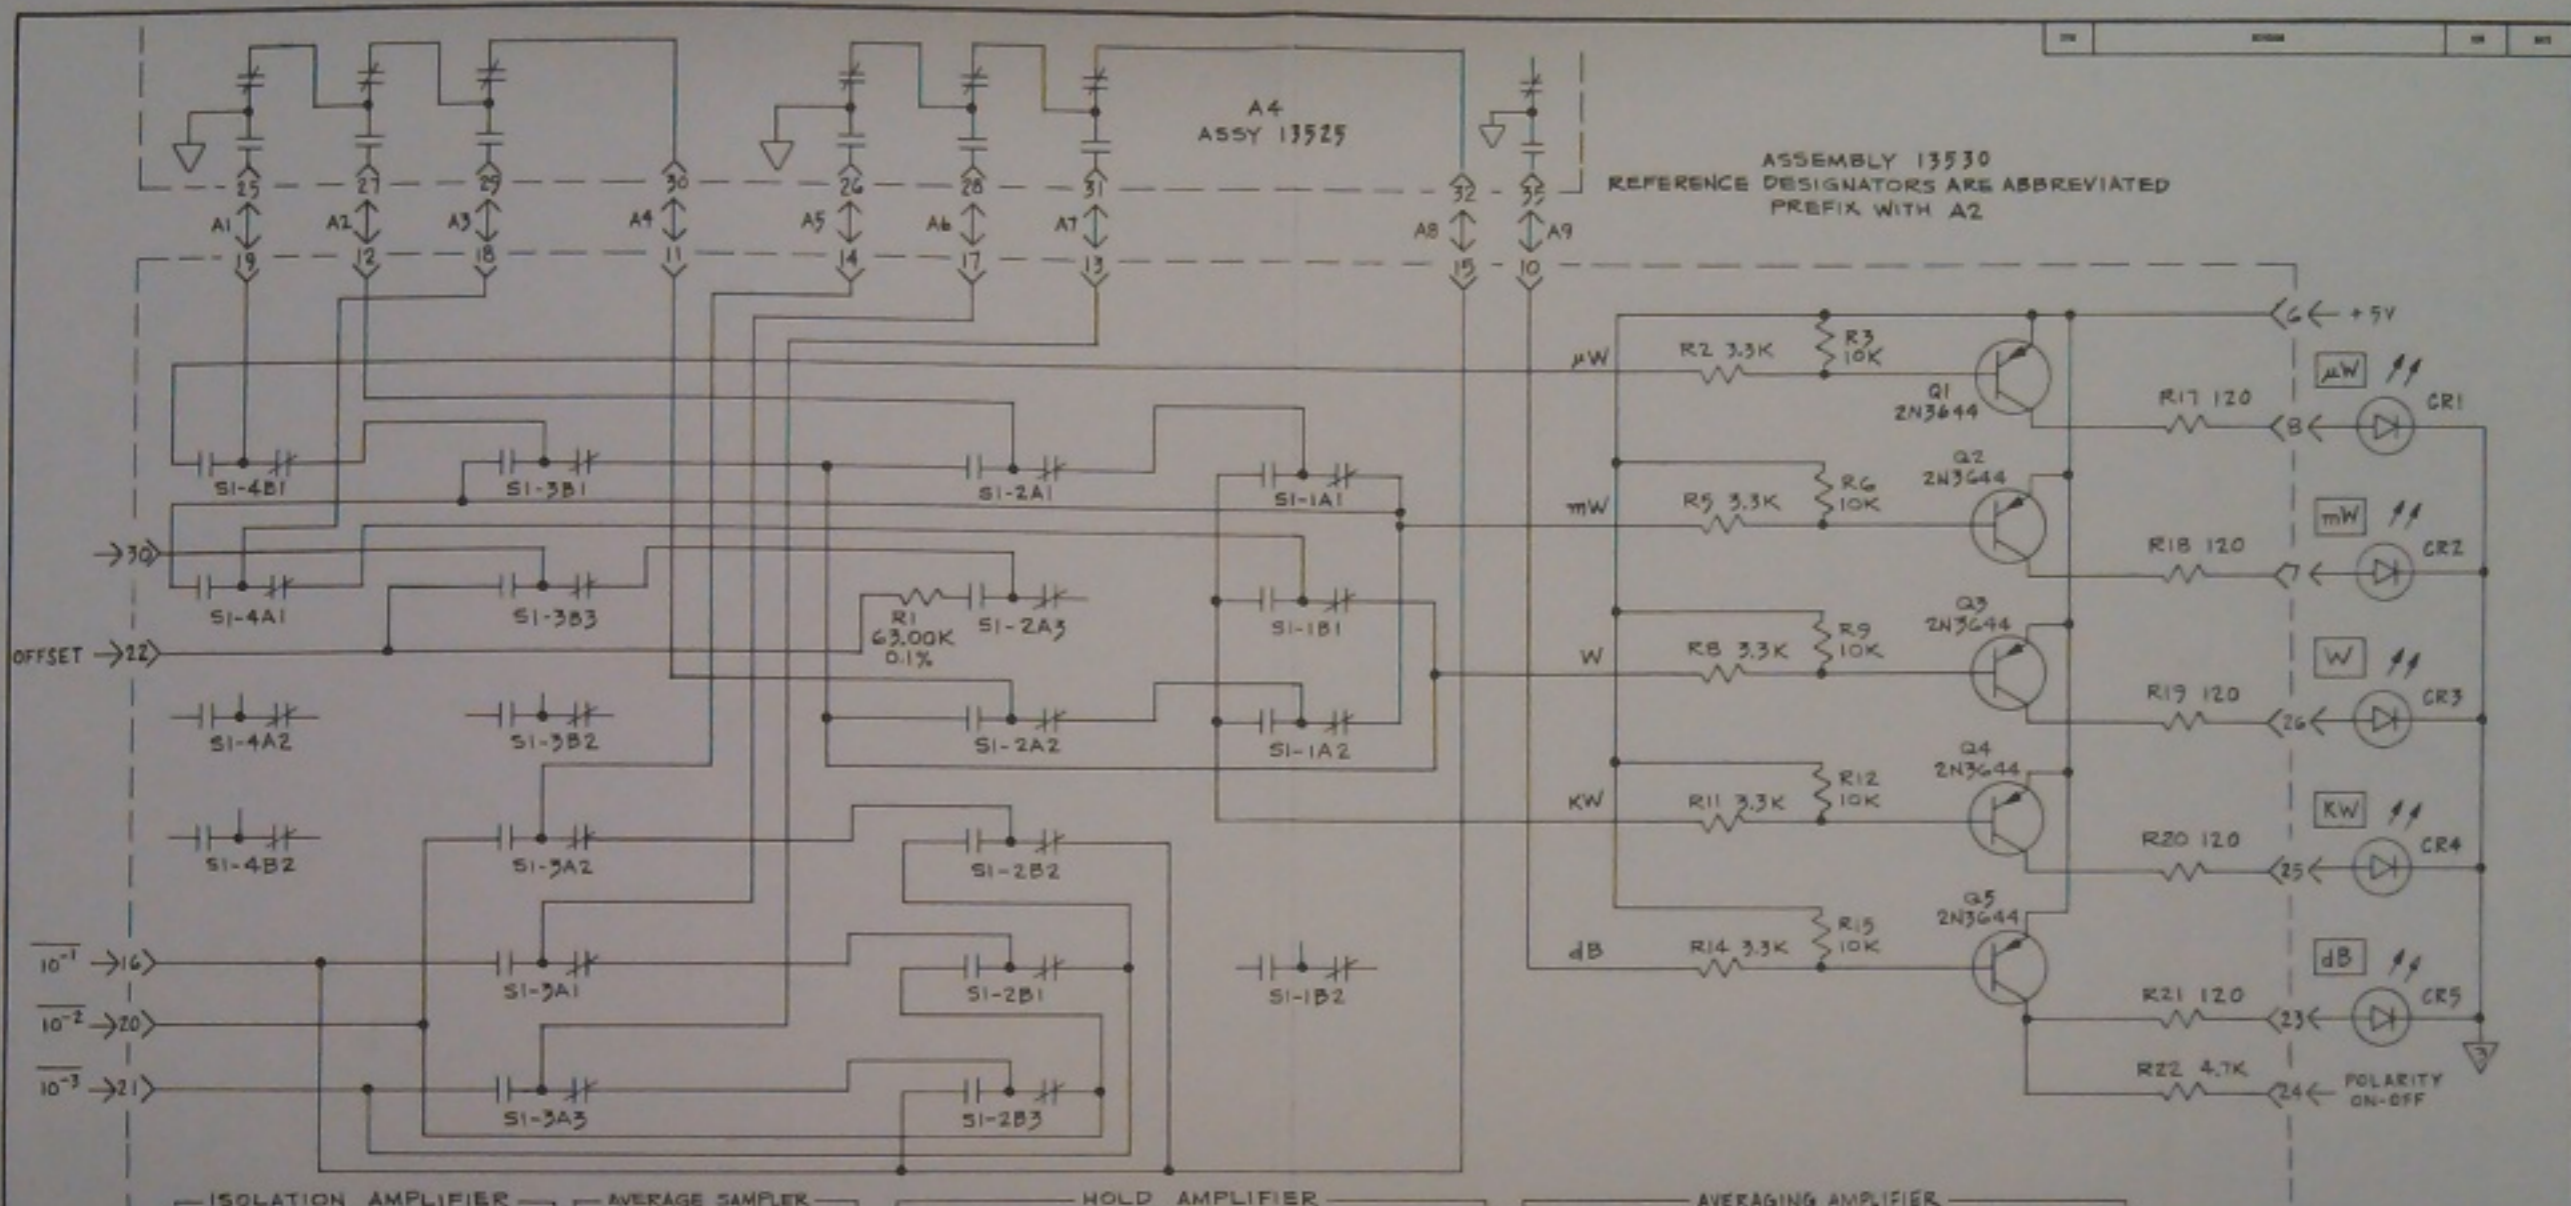 A4
ASSY 13525
ASSEMBLY 13530
REFERENCE DESIGNATORS ARE ABBREVIATED
PREFIX WITH A2
25 27 29 30 26 28 31 32 35
A1 A2 A3 A4 A5 A6 A7 A8 A9
19 12 18 11 14 17 13 15 10
6 +5V
μW R2 3.3K R3 10K
Q1
2N3644
R17 120 8 μW CR1
S1-4B1 S1-3B1 S1-2A1 S1-1A1
mW R5 3.3K R6 10K
Q2
2N3644
R18 120 7 mW CR2
30
S1-4A1 S1-3B3
R1
63.00K
0.1%
S1-2A3 S1-1B1
OFFSET 22
W R8 3.3K R9 10K
Q3
2N3644
R19 120 26 W CR3
S1-4A2 S1-3B2 S1-2A2 S1-1A2
KW R11 3.3K R12 10K
Q4
2N3644
R20 120 25 KW CR4
S1-4B2 S1-3A2 S1-2B2
dB R14 3.3K R15 10K
Q5
2N3644
R21 120 23 dB CR5
10⁻¹ 16
S1-3A1 S1-2B1 S1-1B2
10⁻² 20
10⁻³ 21
S1-3A3 S1-2B3
3
R22 4.7K 24 POLARITY
ON-OFF
ISOLATION AMPLIFIER AVERAGE SAMPLER HOLD AMPLIFIER AVERAGING AMPLIFIER